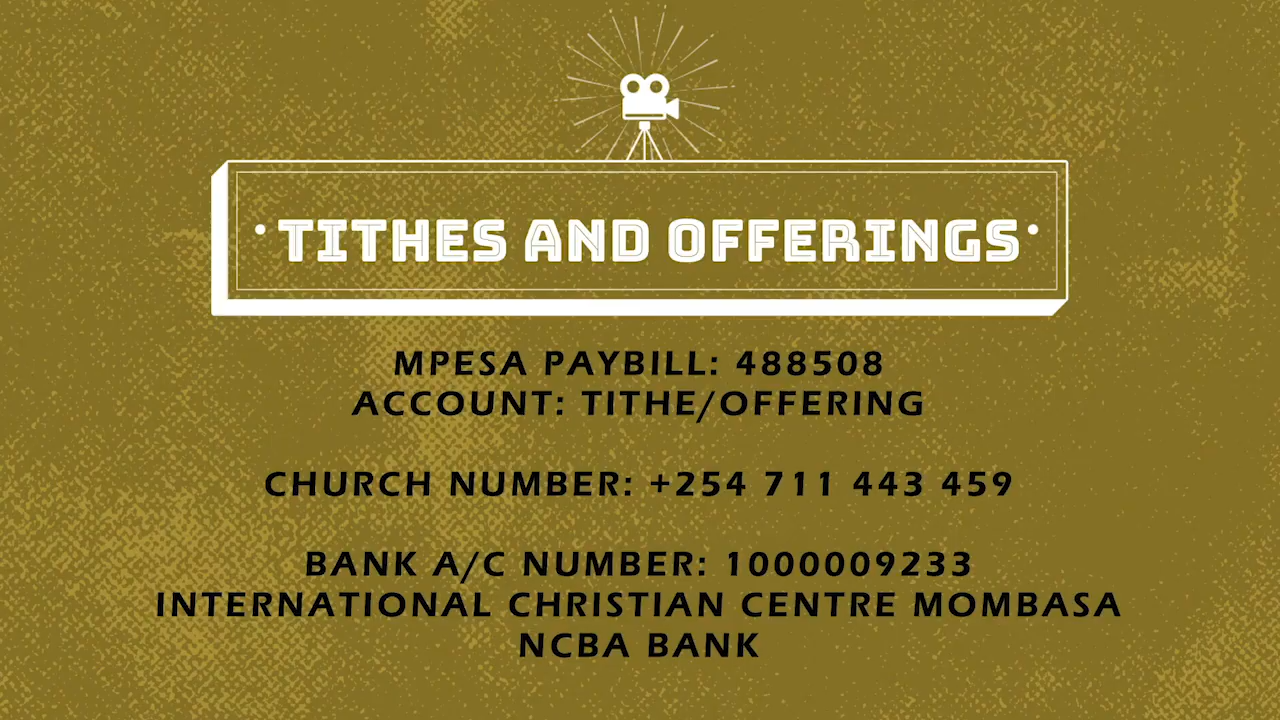 • TITHES AND OFFERINGS •
MPESA PAYBILL: 488508
ACCOUNT: TITHE/OFFERING
CHURCH NUMBER: +254 711 443 459
BANK A/C NUMBER: 1000009233
INTERNATIONAL CHRISTIAN CENTRE MOMBASA
NCBA BANK